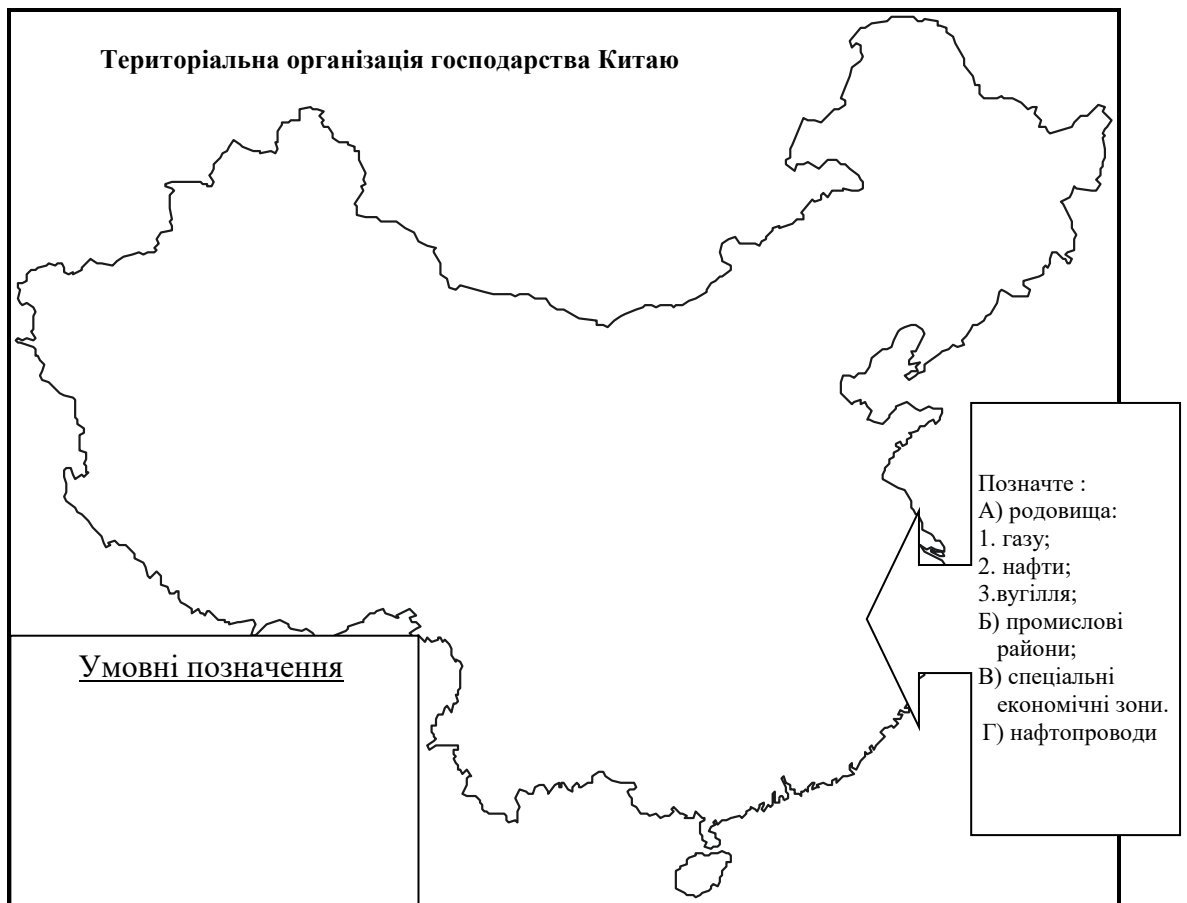 Територіальна організація господарства Китаю
Позначте :
А) родовища:
1. газу;
2. нафти;
3.вугілля;
Б) промислові
райони;
В) спеціальні
економічні зони.
Г) нафтопроводи
Умовні позначення